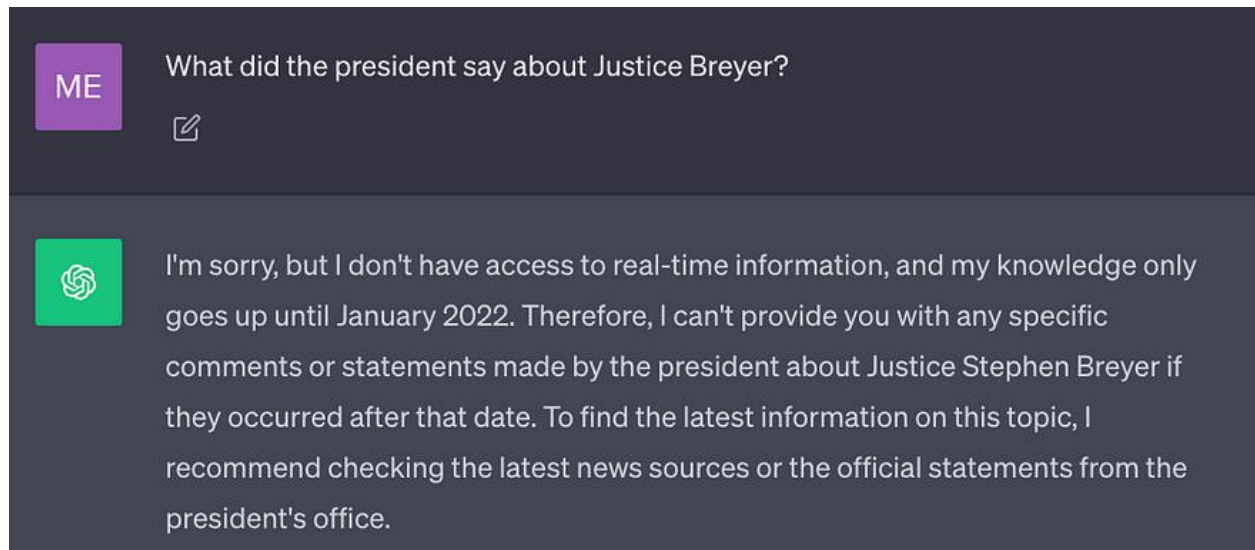 ME
What did the president say about Justice Breyer?
I'm sorry, but I don't have access to real-time information, and my knowledge only
goes up until January 2022. Therefore, I can't provide you with any specific
comments or statements made by the president about Justice Stephen Breyer if
they occurred after that date. To find the latest information on this topic, I
recommend checking the latest news sources or the official statements from the
president's office.